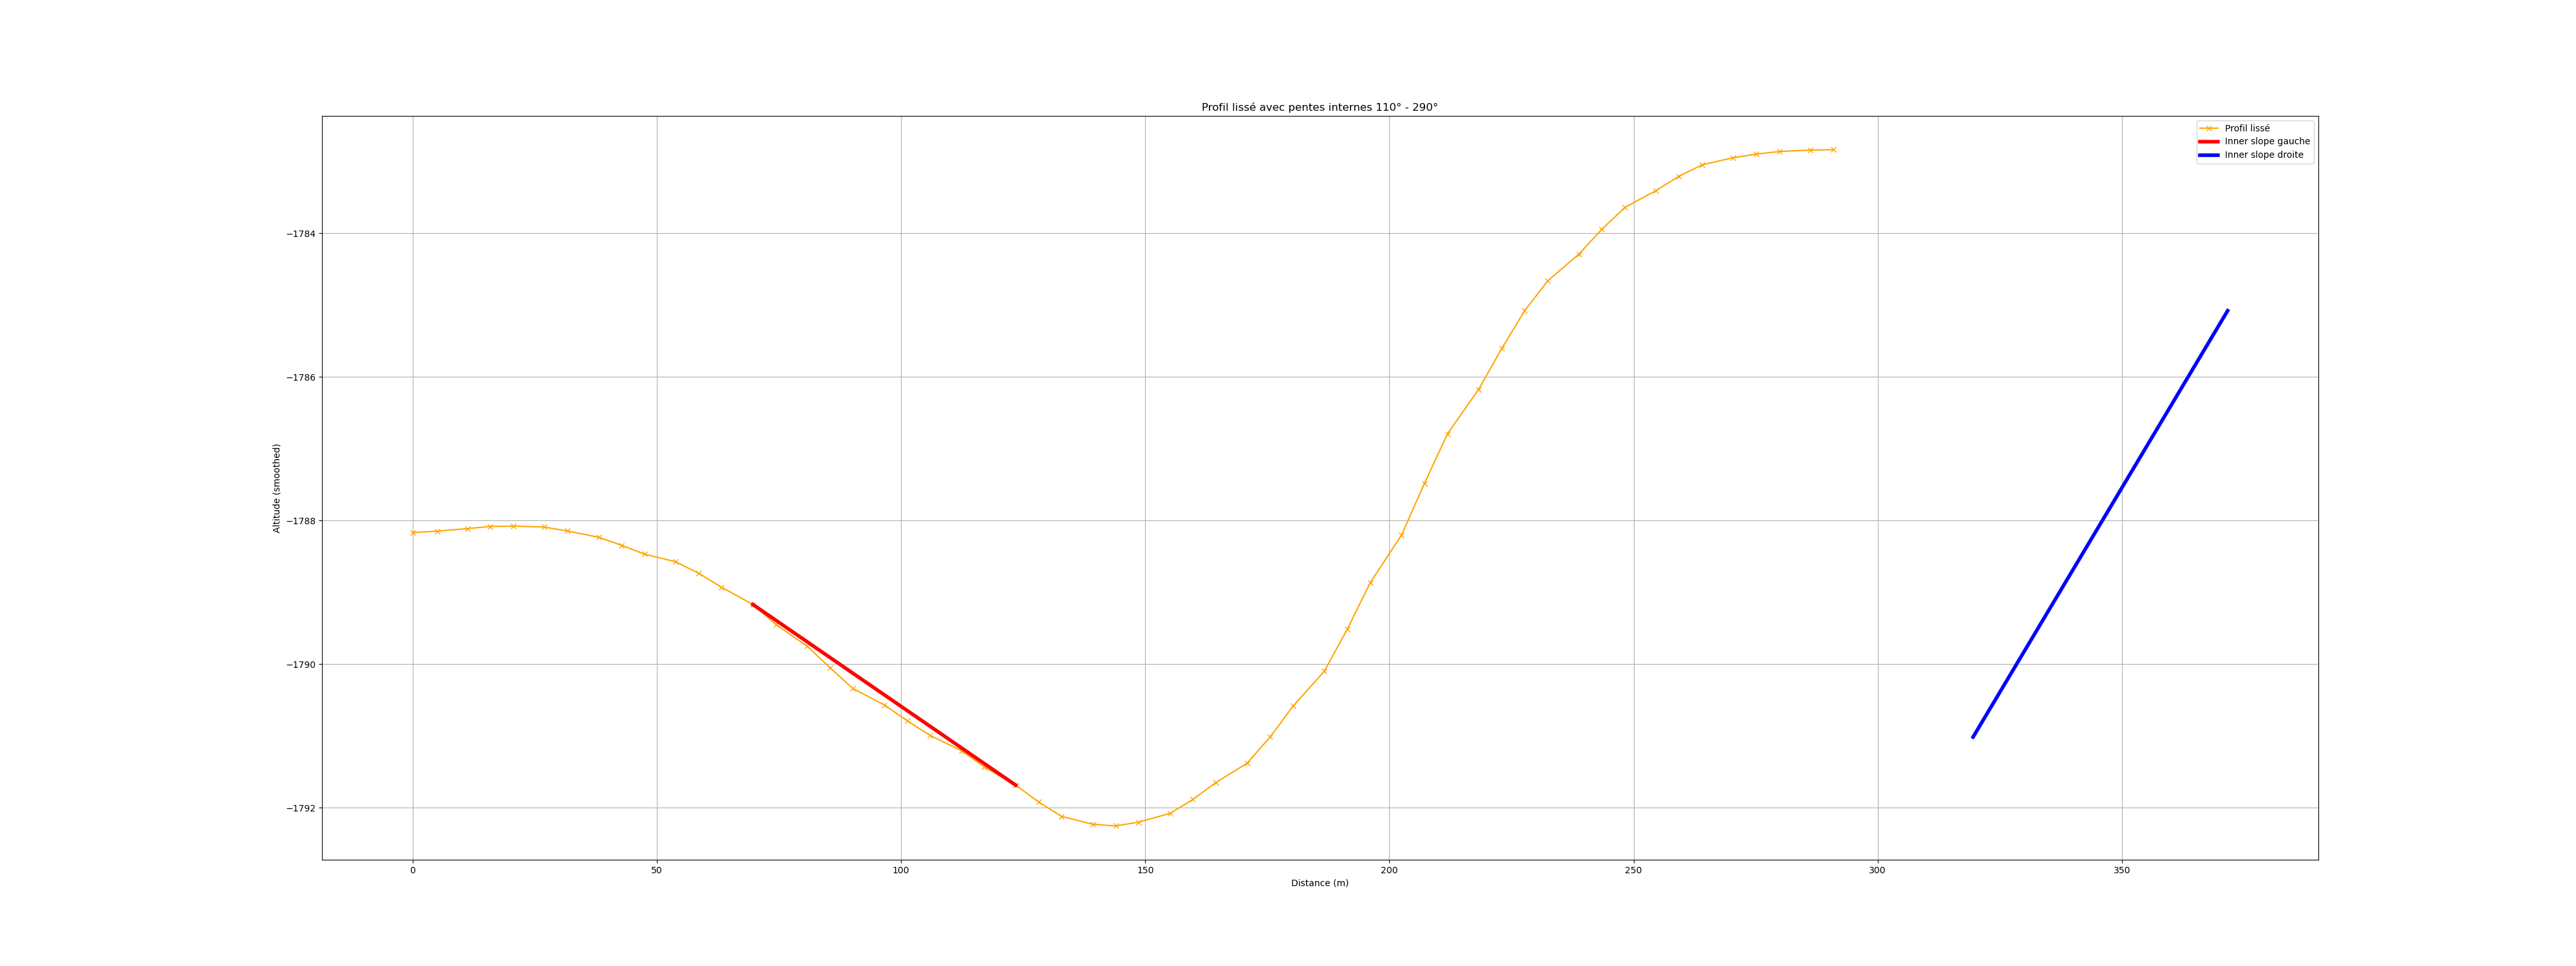 Profil lissé avec pentes internes 110° - 290°
Profil lissé
Inner slope gauche
Inner slope droite
Altitude (smoothed)
−1784
−1786
−1788
−1790
−1792
0 50 100 150 200 250 300 350
Distance (m)